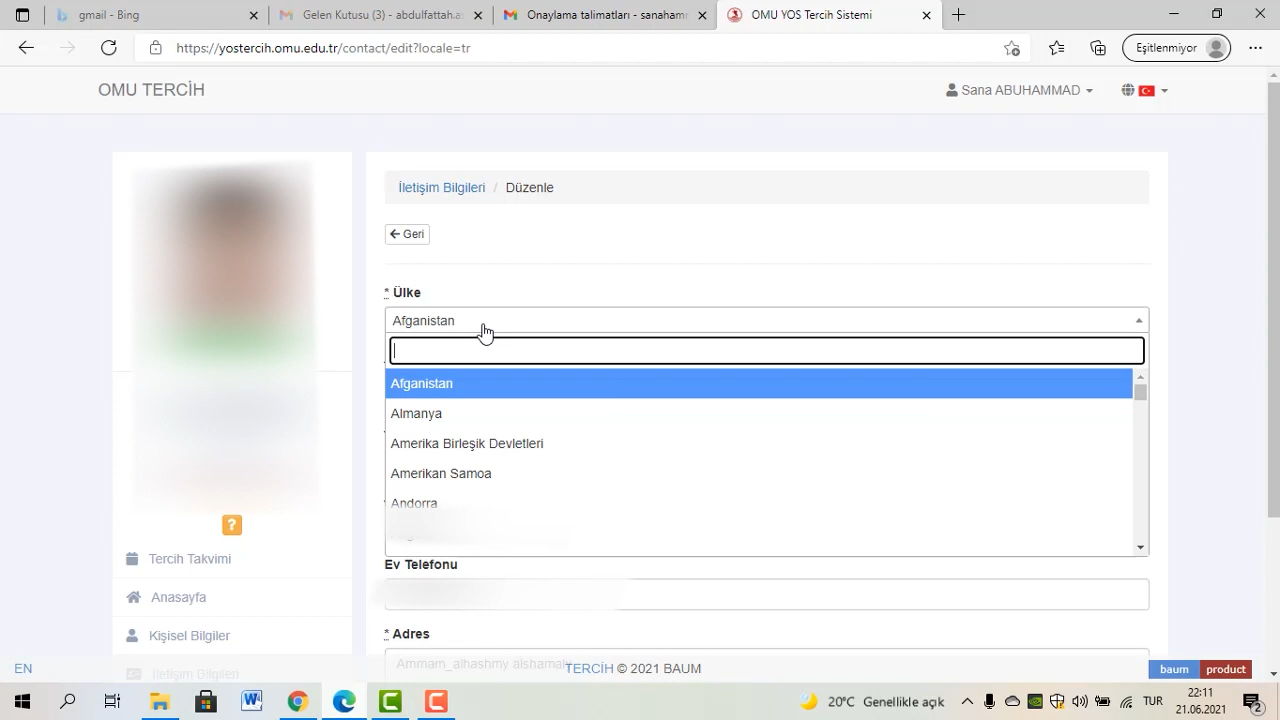 gmail - Bing
Gelen Kutusu (3) - abdulfattah.as
Onaylama talimatları - sanaham
OMU YOS Tercih Sistemi
https://yostercih.omu.edu.tr/contact/edit?locale=tr
Eşitlenmiyor
OMU TERCİH
Sana ABUHAMMAD
İletişim Bilgileri / Düzenle
Geri
* Ülke
Afganistan
Afganistan
Almanya
Amerika Birleşik Devletleri
Amerikan Samoa
Andorra
Ev Telefonu
* Adres
?
Tercih Takvimi
Anasayfa
Kişisel Bilgiler
İletişim Bilgileri
EN
TERCİH © 2021 BAUM
baum product
20°C Genellikle açık
TUR
22:11
21.06.2021
2